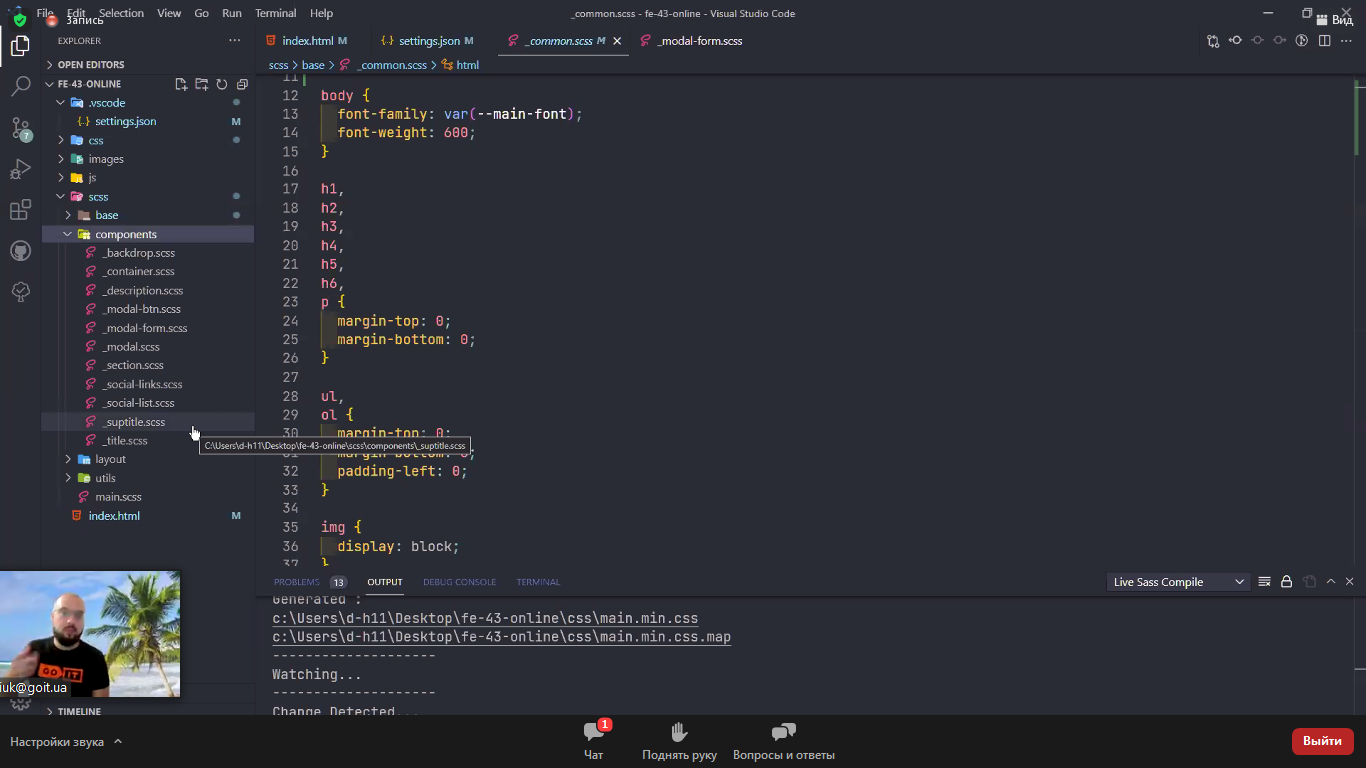 File Edit Selection View Go Run Terminal Help
_common.scss - fe-43-online - Visual Studio Code
Запись
Вид
EXPLORER
OPEN EDITORS
FE-43-ONLINE
.vscode
settings.json M
css
images
js
scss
base
components
_backdrop.scss
_container.scss
_description.scss
_modal-btn.scss
_modal-form.scss
_modal.scss
_section.scss
_social-links.scss
_social-list.scss
_suptitle.scss
_title.scss
layout
utils
main.scss
index.html M
TIMELINE
7
index.html M settings.json M _common.scss M _modal-form.scss
scss > base > _common.scss > html
11
12 body {
13 font-family: var(--main-font);
14 font-weight: 600;
15 }
16
17 h1,
18 h2,
19 h3,
20 h4,
21 h5,
22 h6,
23 p {
24 margin-top: 0;
25 margin-bottom: 0;
26 }
27
28 ul,
29 ol {
30 margin-top: 0;
C:\Users\d-h11\Desktop\fe-43-online\scss\components\_suptitle.scss
margin-bottom: 0;
32 padding-left: 0;
33 }
34
35 img {
36 display: block;
37 }
PROBLEMS 13 OUTPUT DEBUG CONSOLE TERMINAL
Live Sass Compile
Generated :
c:\Users\d-h11\Desktop\fe-43-online\css\main.min.css
c:\Users\d-h11\Desktop\fe-43-online\css\main.min.css.map
-------------------
Watching...
-------------------
Change Detected...
GO IT
iuk@goit.ua
Настройки звука
1
Чат
Поднять руку
Вопросы и ответы
Выйти